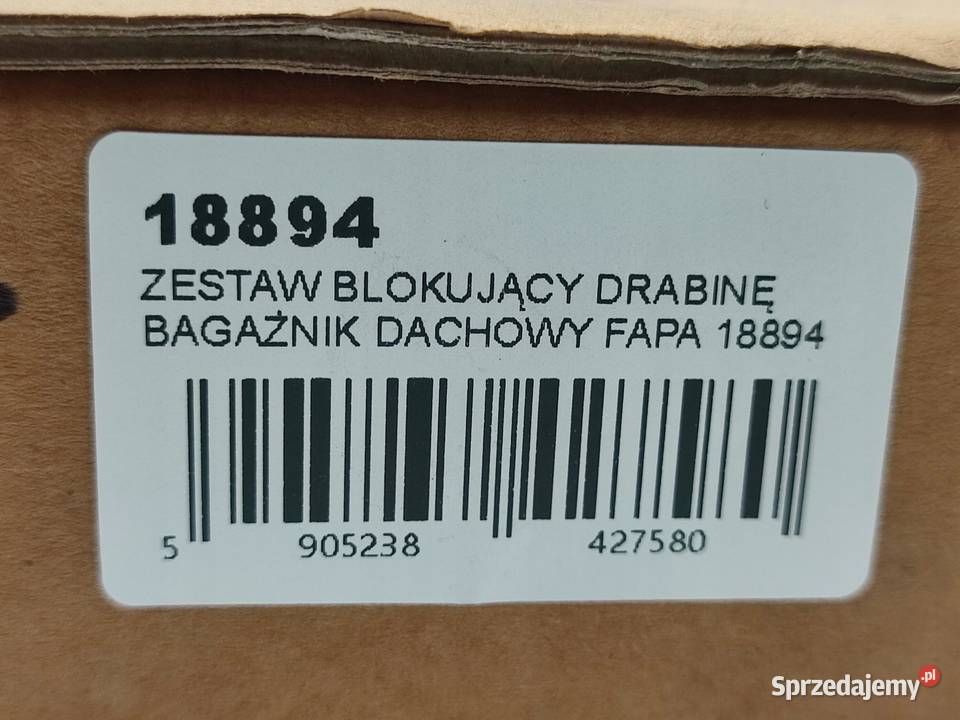 18894
ZESTAW BLOKUJĄCY DRABINĘ
BAGAŻNIK DACHOWY FAPA 18894
5 905238 427580
Sprzedajemy.pl